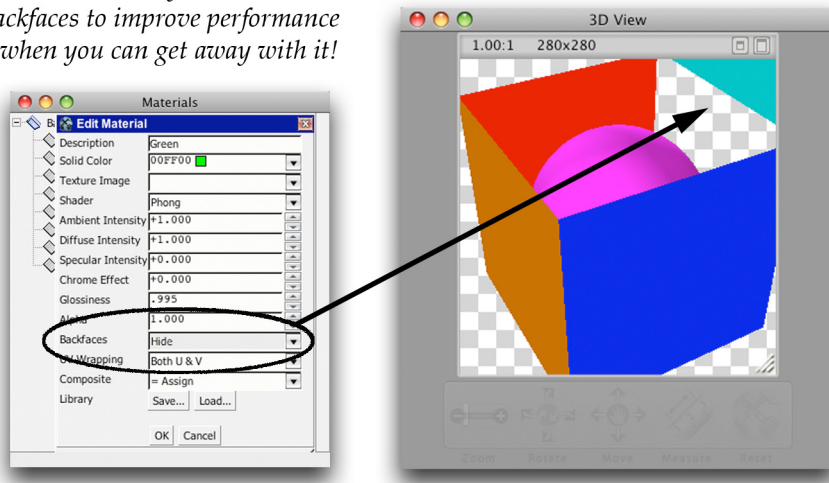 ackfaces to improve performance
when you can get away with it!
Materials
Edit Material
Description Green
Solid Color 00FF00
Texture Image
Shader Phong
Ambient Intensity +1.000
Diffuse Intensity +1.000
Specular Intensity +0.000
Chrome Effect +0.000
Glossiness .995
Alpha 1.000
Backfaces Hide
UV Wrapping Both U & V
Composite = Assign
Library Save... Load...
OK Cancel
3D View
1.00:1 280x280
Zoom Rotate Move Measure Reset